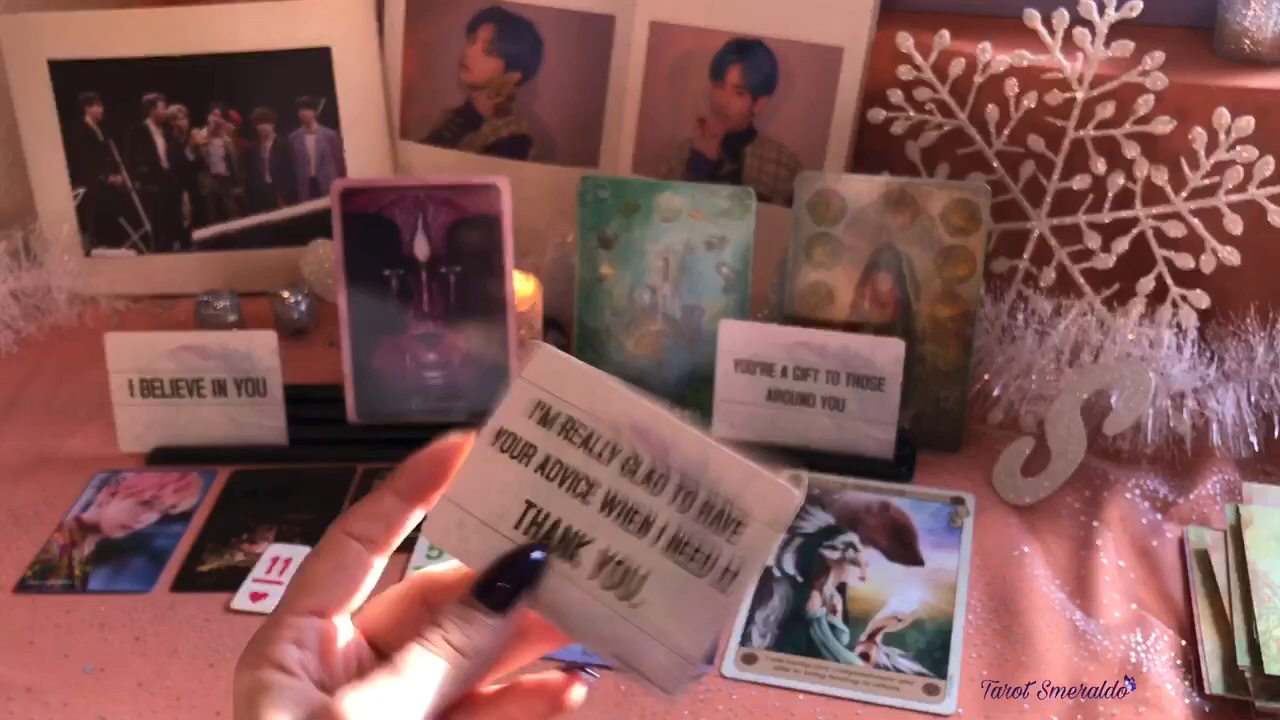 I BELIEVE IN YOU
YOU'RE A GIFT TO THOSE
AROUND YOU
I'M REALLY GLAD TO HAVE
YOUR ADVICE WHEN I NEED IT
THANK YOU
11
5
Tarot Smeraldo